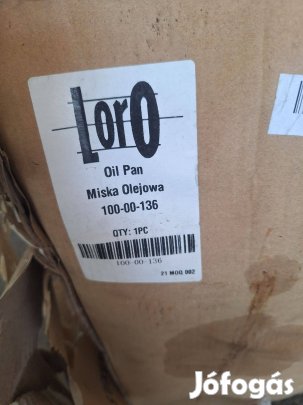 LorO
Oil Pan
Miska Olejowa
100-00-136
QTY: 1PC
100-00-136
21 MOQ 002
Jófogás